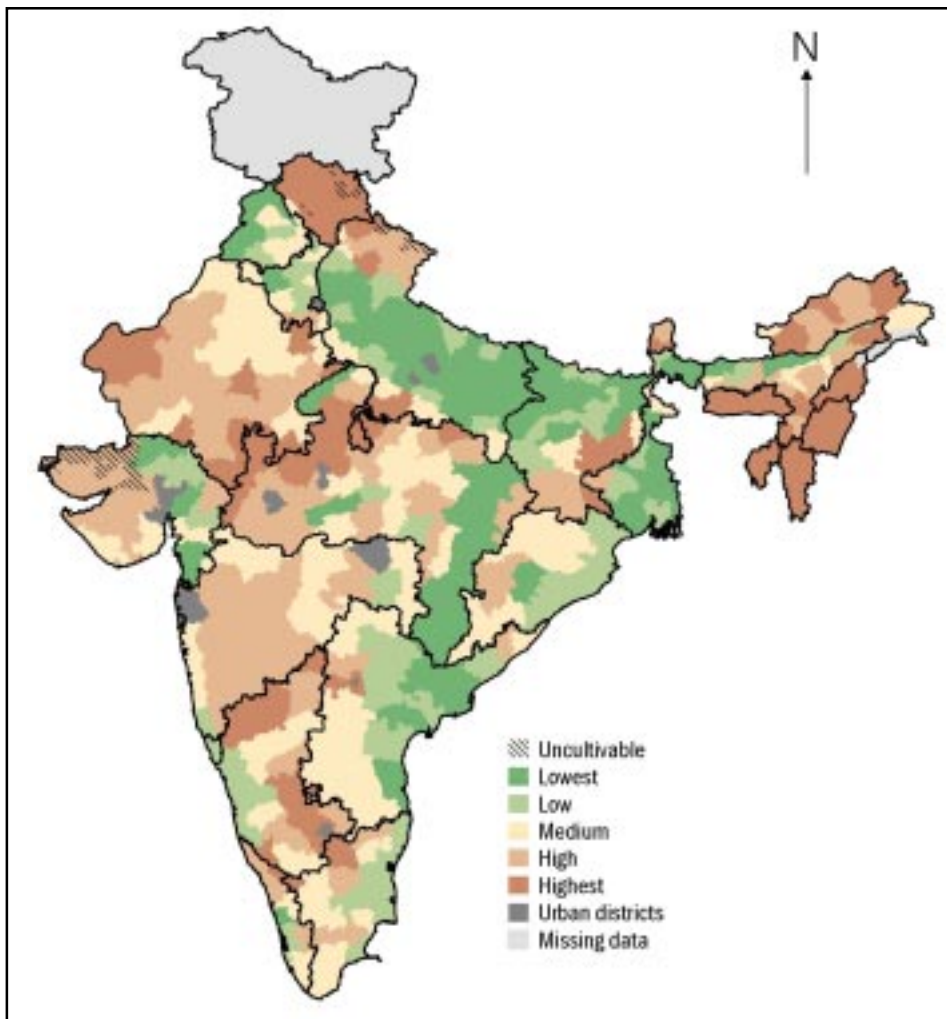 N
Uncultivable
Lowest
Low
Medium
High
Highest
Urban districts
Missing data